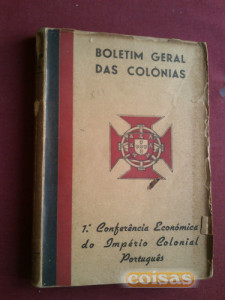 BOLETIM GERAL
DAS COLÓNIAS
1.ª Conferência Económica
do Império Colonial
Português
coisas